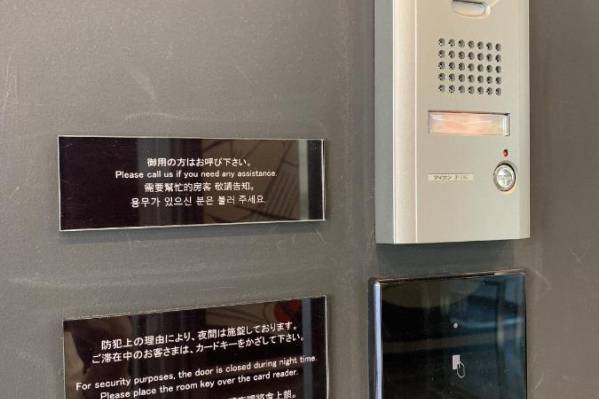 御用の方はお呼び下さい。
Please call us if you need any assistance.
需要幫忙的房客 敬請告知。
용무가 있으신 분은 불러 주세요.
アイホン
防犯上の理由により、夜間は施錠しております。
ご滞在中のお客さまは、カードキーをかざして下さい。
For security purposes, the door is closed during night time.
Please place the room key over the card reader.